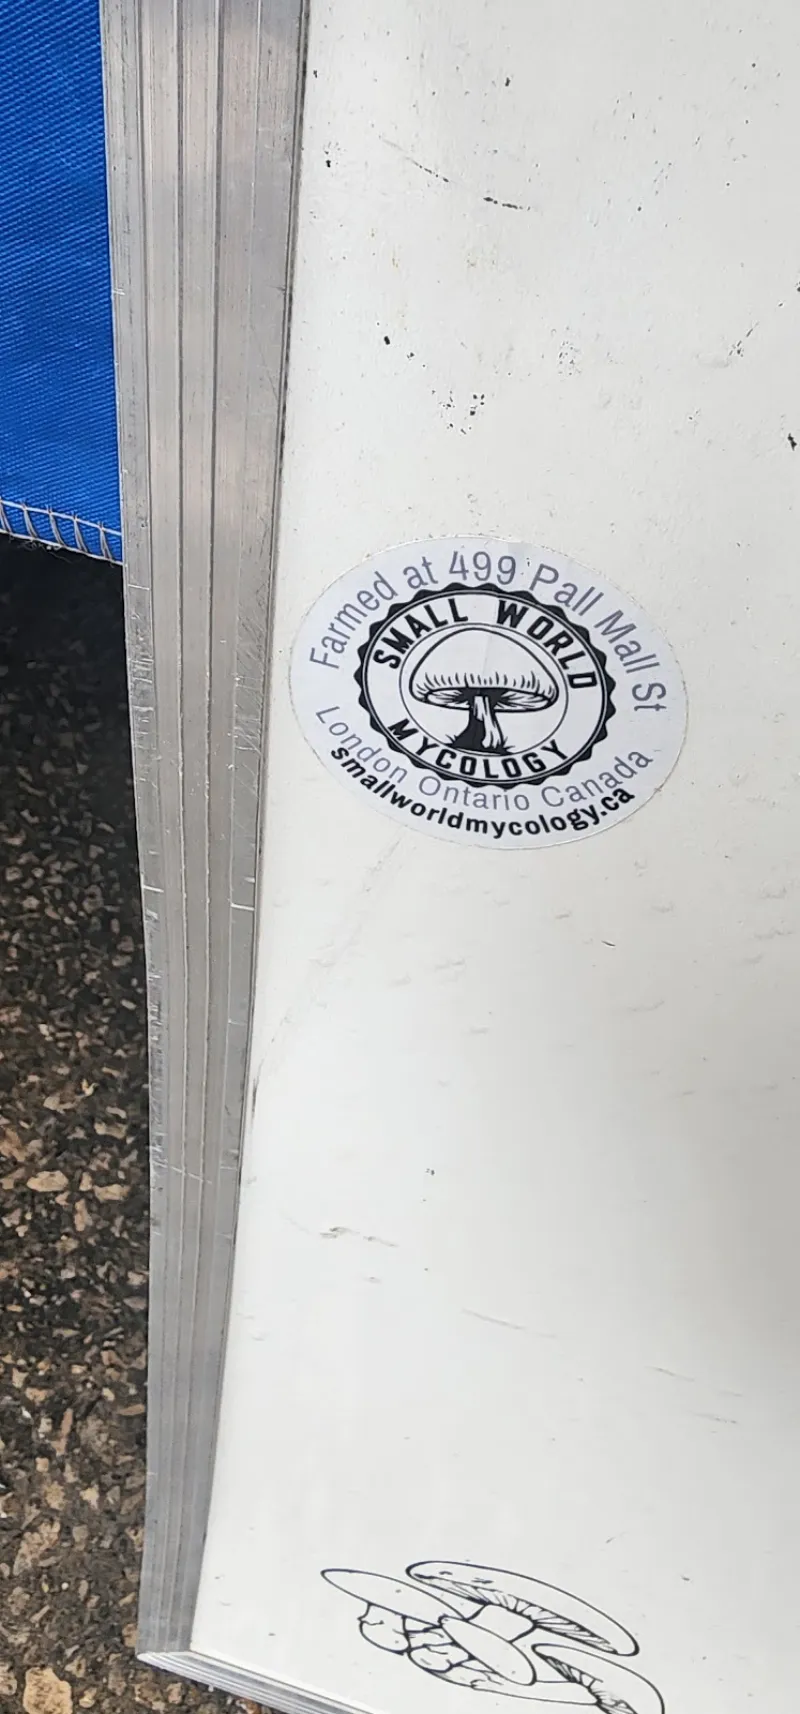 Farmed at 499 Pall Mall St
SMALL WORLD
MYCOLOGY
London Ontario Canada
smallworldmycology.ca